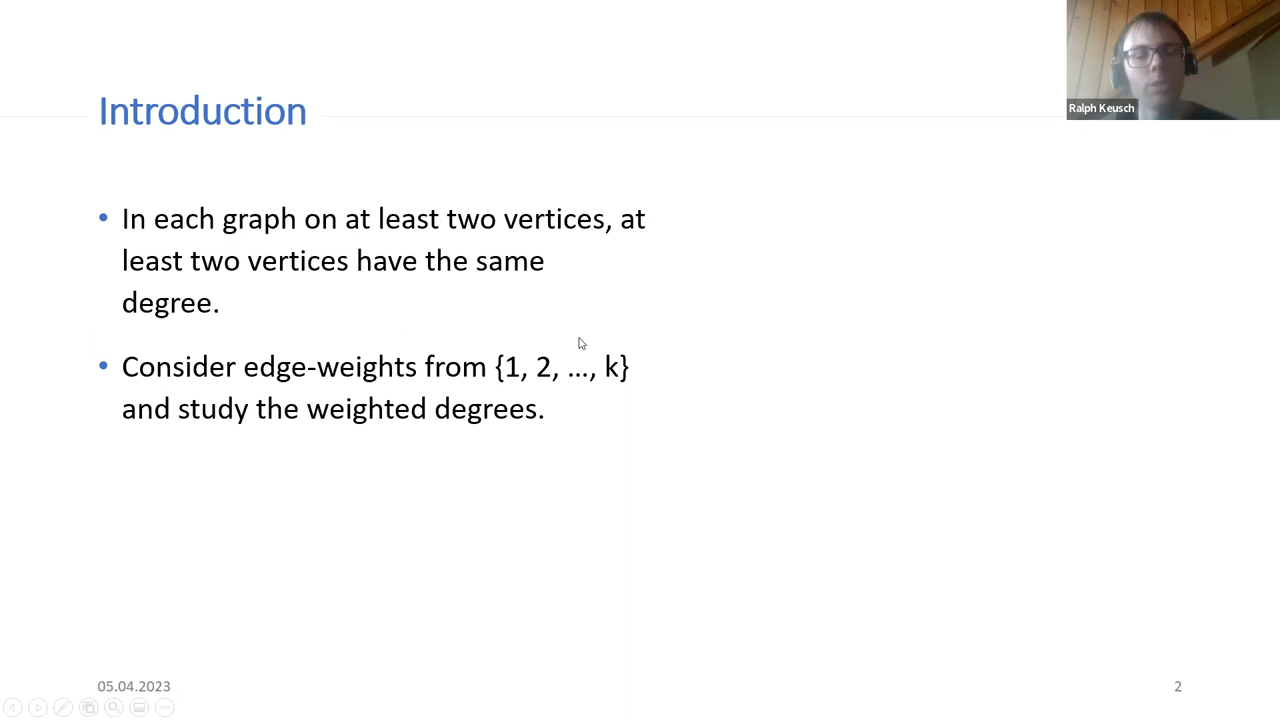 Introduction
Ralph Keusch
• In each graph on at least two vertices, at
least two vertices have the same
degree.
• Consider edge-weights from {1, 2, ..., k}
and study the weighted degrees.
05.04.2023
2